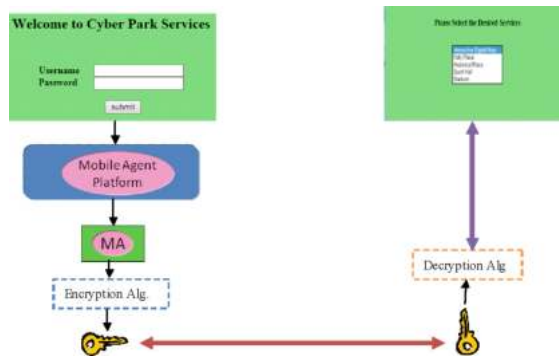 Welcome to Cyber Park Services
Username
Password
submit
Mobile Agent
Platform
MA
Encryption Alg.
Please Select the Desired Services
Decryption Alg